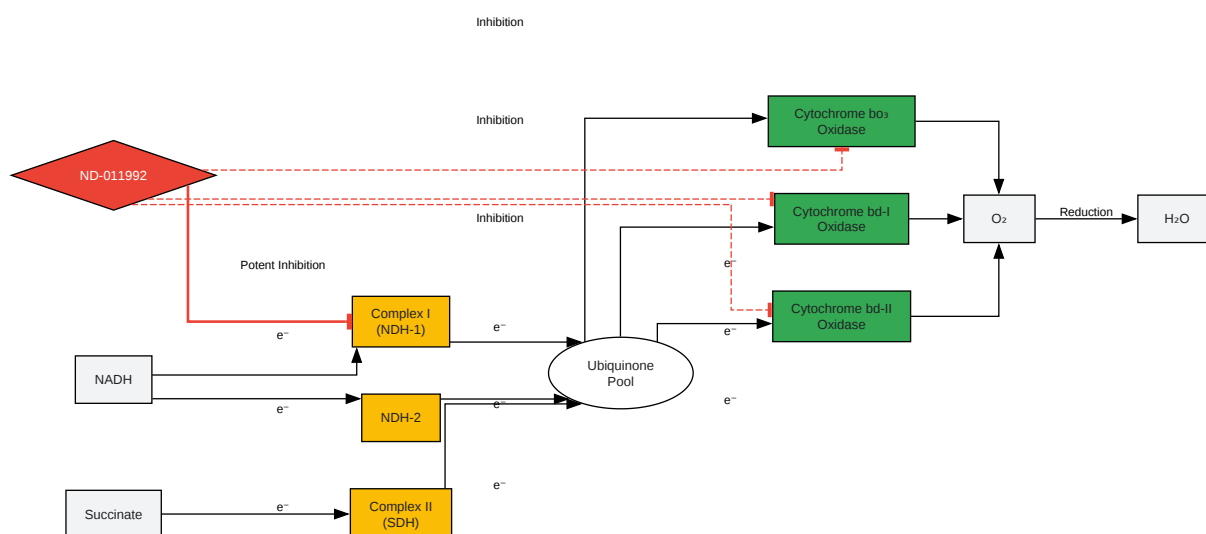 Inhibition
Cytochrome bo₃
Oxidase
Inhibition
ND-011992
Cytochrome bd-I
Oxidase
Inhibition
O₂
Reduction
H₂O
Potent Inhibition
e⁻
Complex I
(NDH-1)
Cytochrome bd-II
Oxidase
e⁻
e⁻
e⁻
Ubiquinone
Pool
NADH
e⁻
e⁻
e⁻
NDH-2
e⁻
Succinate
e⁻
Complex II
(SDH)